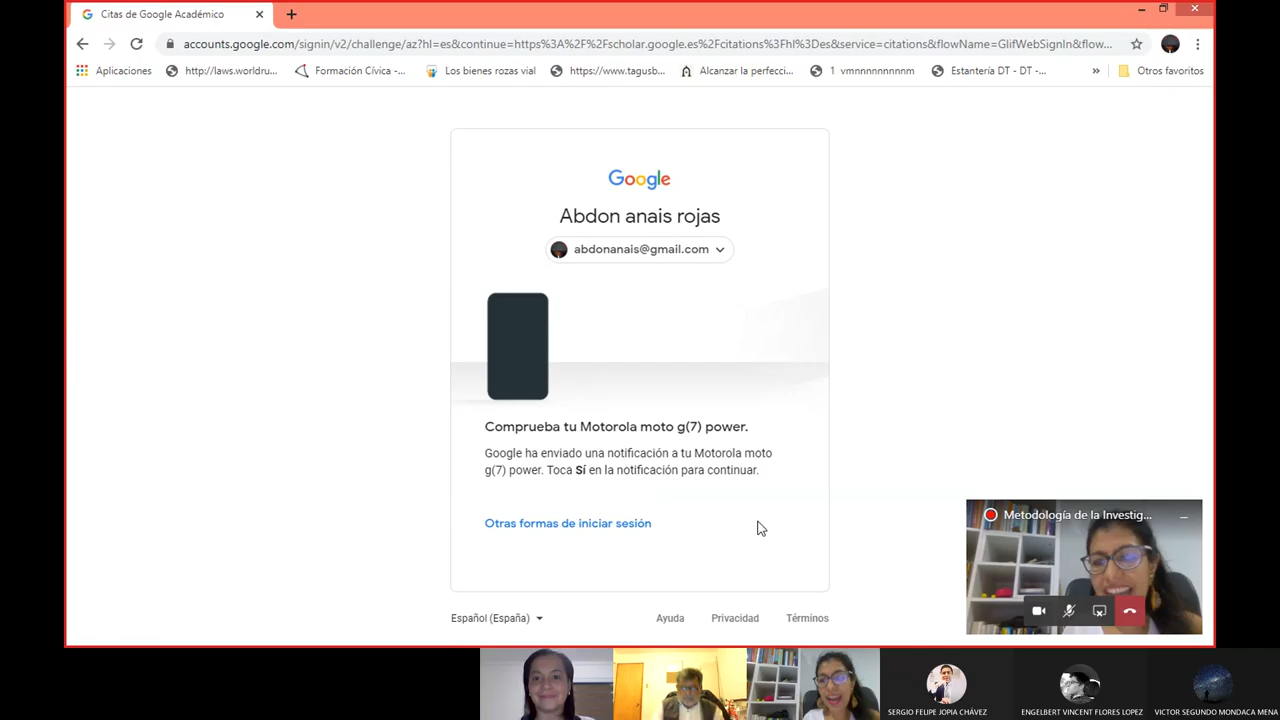 Citas de Google Académico
accounts.google.com/signin/v2/challenge/az?hl=es&continue=https%3A%2F%2Fscholar.google.es%2Fcitations%3Fhl%3Des&service=citations&flowName=GlifWebSignIn&flow...
Aplicaciones
http://laws.worldru...
Formación Cívica -...
Los bienes rozas vial
https://www.tagusb...
Alcanzar la perfecci...
1 vmnnnnnnnnm
Estantería DT - DT -...
»
Otros favoritos
Google
Abdon anais rojas
abdonanais@gmail.com
Comprueba tu Motorola moto g(7) power.
Google ha enviado una notificación a tu Motorola moto
g(7) power. Toca Sí en la notificación para continuar.
Otras formas de iniciar sesión
Metodología de la Investig...
Español (España)
Ayuda
Privacidad
Términos
SERGIO FELIPE JOPIA CHÁVEZ
ENGELBERT VINCENT FLORES LOPEZ
VICTOR SEGUNDO MONDACA MENA